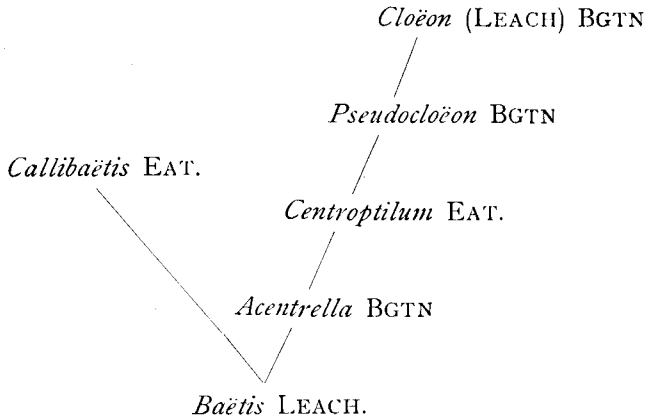 Cloëon (LEACH) BGTN
Pseudocloëon BGTN
Callibaëtis EAT.
Centroptilum EAT.
Acentrella BGTN
Baëtis LEACH.